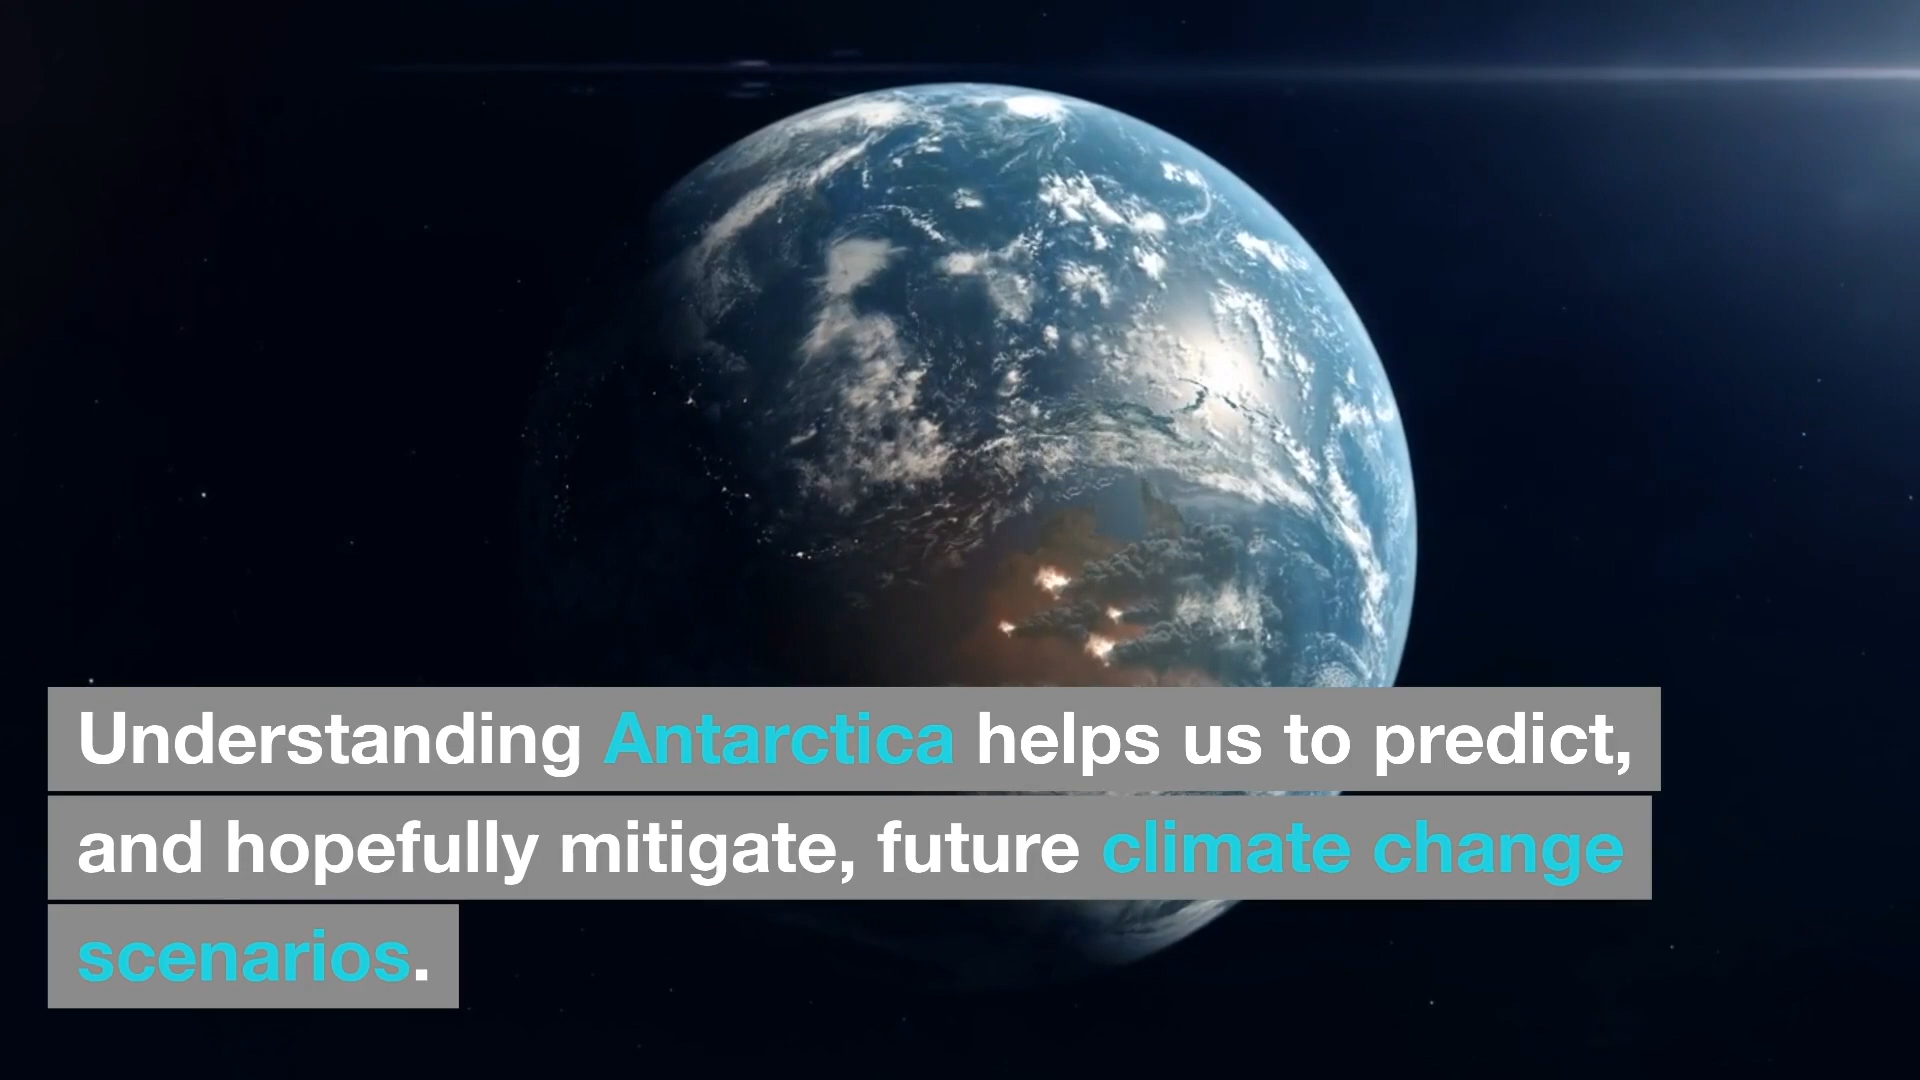 Understanding Antarctica helps us to predict,
and hopefully mitigate, future climate change
scenarios.